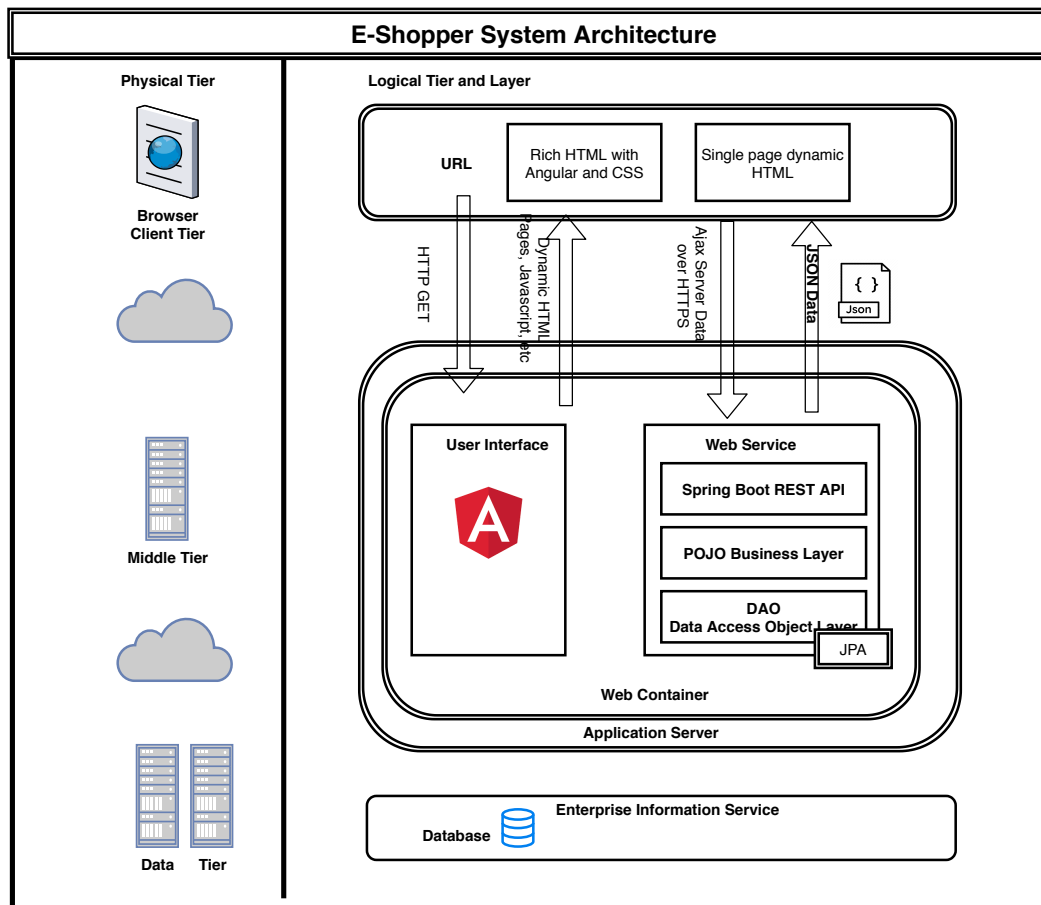 E-Shopper System Architecture
Physical Tier
Logical Tier and Layer
Browser
Client Tier
URL
Rich HTML with
Angular and CSS
Single page dynamic
HTML
HTTP GET
Dynamic HTML
Pages, Javascript, etc
Ajax Server Data
over HTTPS
JSON Data
{ }
Json
Middle Tier
User Interface
A
Web Service
Spring Boot REST API
POJO Business Layer
DAO
Data Access Object Layer
JPA
Web Container
Application Server
Data
Tier
Enterprise Information Service
Database